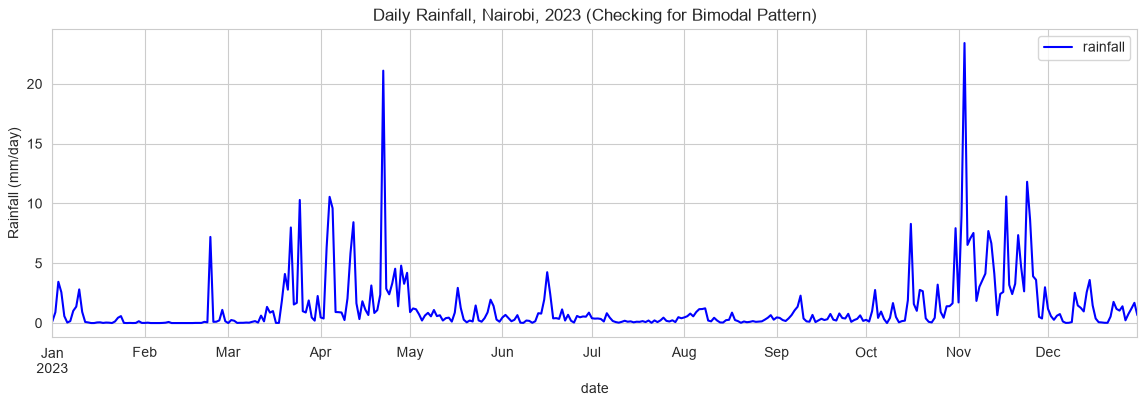 Daily Rainfall, Nairobi, 2023 (Checking for Bimodal Pattern)
rainfall
Rainfall (mm/day)
20
15
10
5
0
Jan Feb Mar Apr May Jun Jul Aug Sep Oct Nov Dec
2023
date